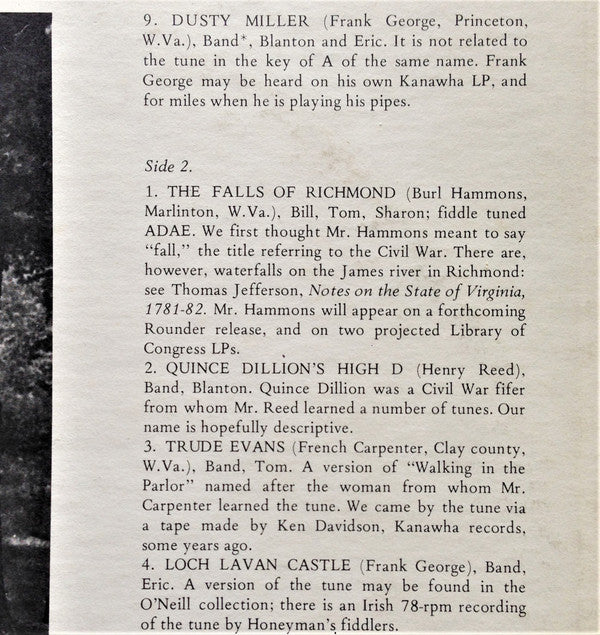 9. DUSTY MILLER (Frank George, Princeton,
W.Va.), Band*, Blanton and Eric. It is not related to
the tune in the key of A of the same name. Frank
George may be heard on his own Kanawha LP, and
for miles when he is playing his pipes.
Side 2.
1. THE FALLS OF RICHMOND (Burl Hammons,
Marlinton, W.Va.), Bill, Tom, Sharon; fiddle tuned
ADAE. We first thought Mr. Hammons meant to say
“fall,” the title referring to the Civil War. There are,
however, waterfalls on the James river in Richmond:
see Thomas Jefferson, Notes on the State of Virginia,
1781-82. Mr. Hammons will appear on a forthcoming
Rounder release, and on two projected Library of
Congress LPs.
2. QUINCE DILLION’S HIGH D (Henry Reed),
Band, Blanton. Quince Dillion was a Civil War fifer
from whom Mr. Reed learned a number of tunes. Our
name is hopefully descriptive.
3. TRUDE EVANS (French Carpenter, Clay county,
W.Va.), Band, Tom. A version of “Walking in the
Parlor” named after the woman from whom Mr.
Carpenter learned the tune. We came by the tune via
a tape made by Ken Davidson, Kanawha records,
some years ago.
4. LOCH LAVAN CASTLE (Frank George), Band,
Eric. A version of the tune may be found in the
O’Neill collection; there is an Irish 78-rpm recording
of the tune by Honeyman’s fiddlers.